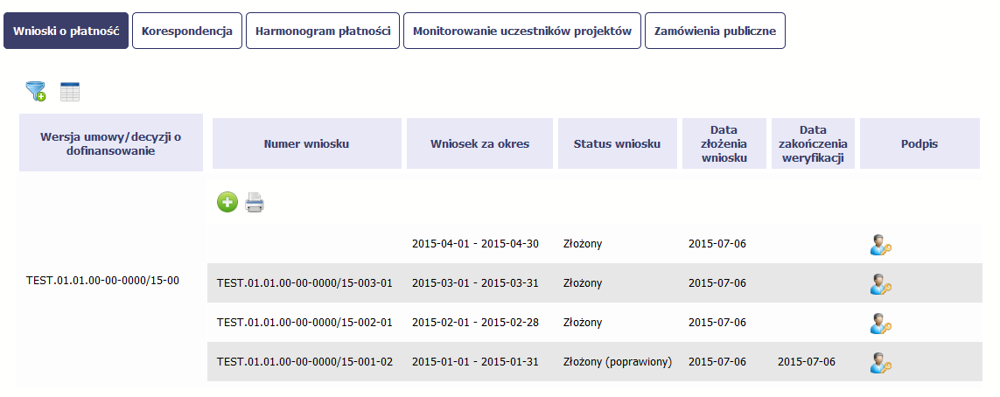 Wnioski o płatność Korespondencja Harmonogram płatności Monitorowanie uczestników projektów Zamówienia publiczne
Wersja umowy/decyzji o dofinansowanie
Numer wniosku
Wniosek za okres
Status wniosku
Data złożenia wniosku
Data zakończenia weryfikacji
Podpis
2015-04-01 - 2015-04-30 Złożony 2015-07-06
TEST.01.01.00-00-0000/15-00
TEST.01.01.00-00-0000/15-003-01 2015-03-01 - 2015-03-31 Złożony 2015-07-06
TEST.01.01.00-00-0000/15-002-01 2015-02-01 - 2015-02-28 Złożony 2015-07-06
TEST.01.01.00-00-0000/15-001-02 2015-01-01 - 2015-01-31 Złożony (poprawiony) 2015-07-06 2015-07-06